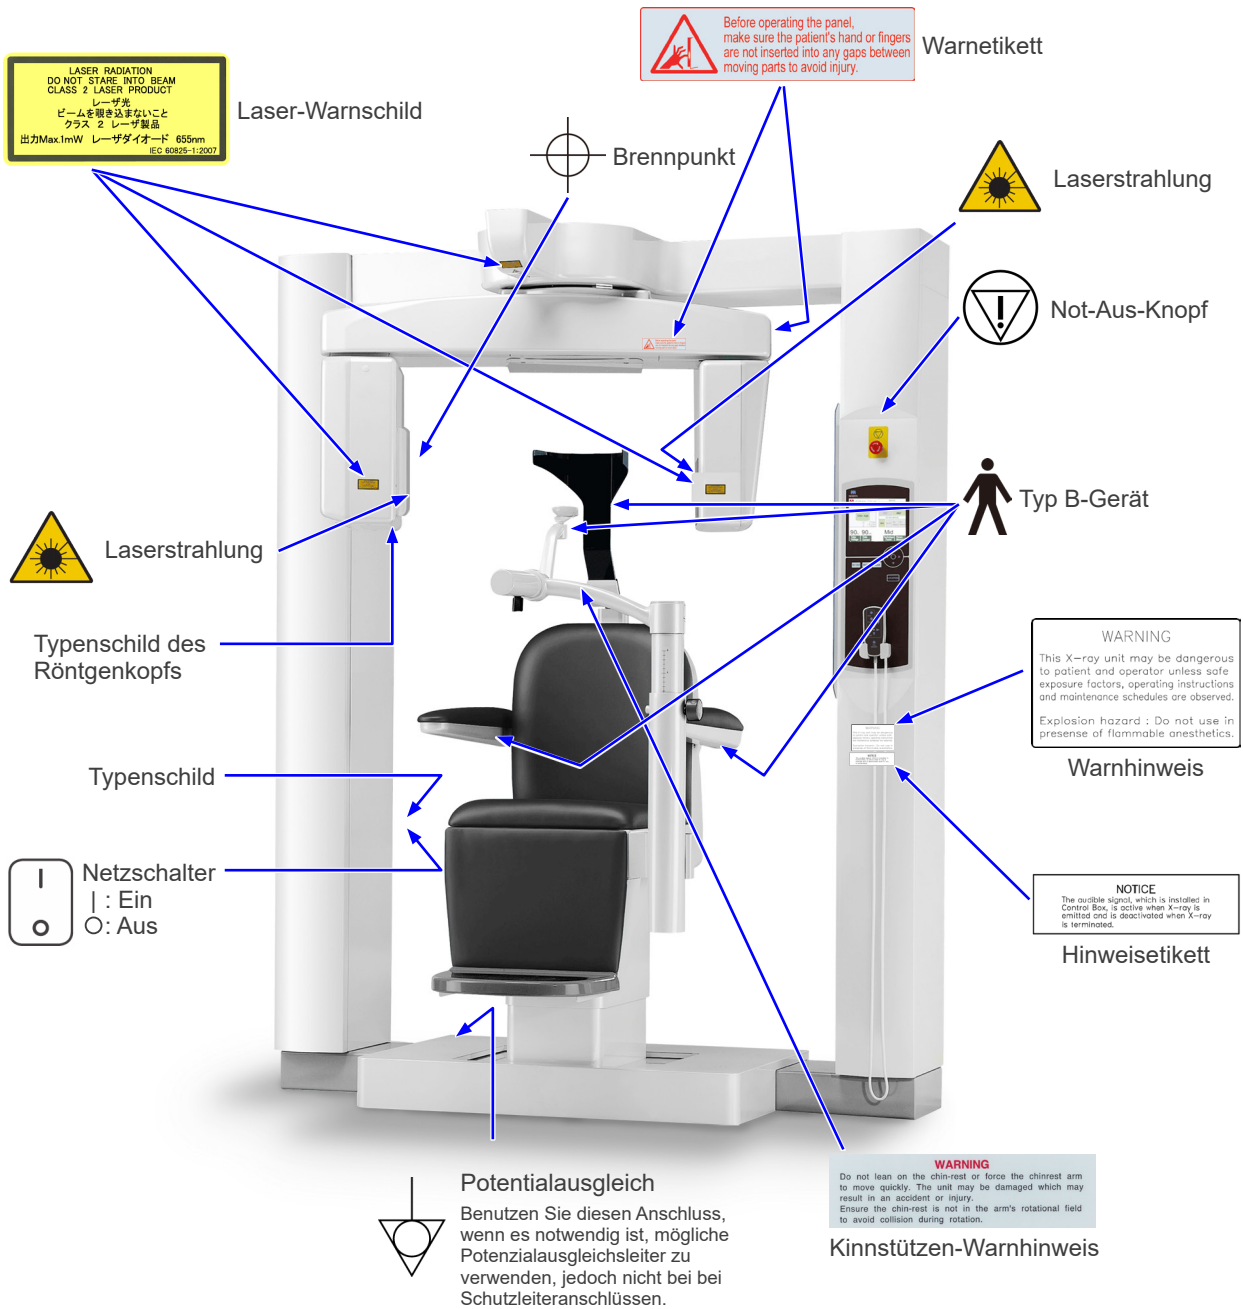 Before operating the panel,
make sure the patient's hand or fingers
are not inserted into any gaps between
moving parts to avoid injury.
Warnetikett
LASER RADIATION
DO NOT STARE INTO BEAM
CLASS 2 LASER PRODUCT
レーザ光
ビームを覗き込まないこと
クラス 2 レーザ製品
出力Max.1mW レーザダイオード 655nm
IEC 60825-1:2007
Laser-Warnschild
Brennpunkt
Laserstrahlung
Not-Aus-Knopf
Typ B-Gerät
Laserstrahlung
Typenschild des
Röntgenkopfs
WARNING
This X-ray unit may be dangerous
to patient and operator unless safe
exposure factors, operating instructions
and maintenance schedules are observed.
Explosion hazard : Do not use in
presence of flammable anesthetics.
Warnhinweis
Typenschild
Netzschalter
| : Ein
O: Aus
NOTICE
The audible signal, which is installed in
Control Box, is active when X-ray is
emitted and is deactivated when X-ray
is terminated.
Hinweisetikett
Potentialausgleich
Benutzen Sie diesen Anschluss,
wenn es notwendig ist, mögliche
Potenzialausgleichsleiter zu
verwenden, jedoch nicht bei bei
Schutzleiteranschlüssen.
WARNING
Do not lean on the chin-rest or force the chinrest arm
to move quickly. The unit may be damaged which may
result in an accident or injury.
Ensure the chin-rest is not in the arm's rotational field
to avoid collision during rotation.
Kinnstützen-Warnhinweis